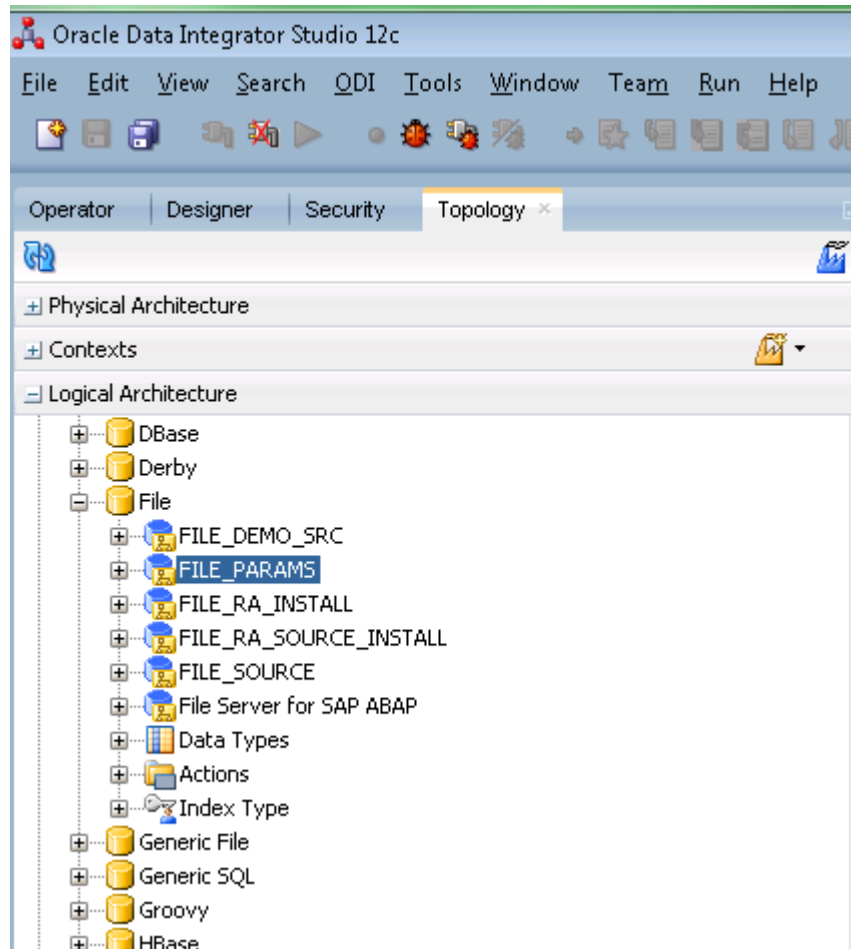 Oracle Data Integrator Studio 12c
File Edit View Search ODI Tools Window Team Run Help
Operator Designer Security Topology
Physical Architecture
Contexts
Logical Architecture
DBase
Derby
File
FILE_DEMO_SRC
FILE_PARAMS
FILE_RA_INSTALL
FILE_RA_SOURCE_INSTALL
FILE_SOURCE
File Server for SAP ABAP
Data Types
Actions
Index Type
Generic File
Generic SQL
Groovy
HBase